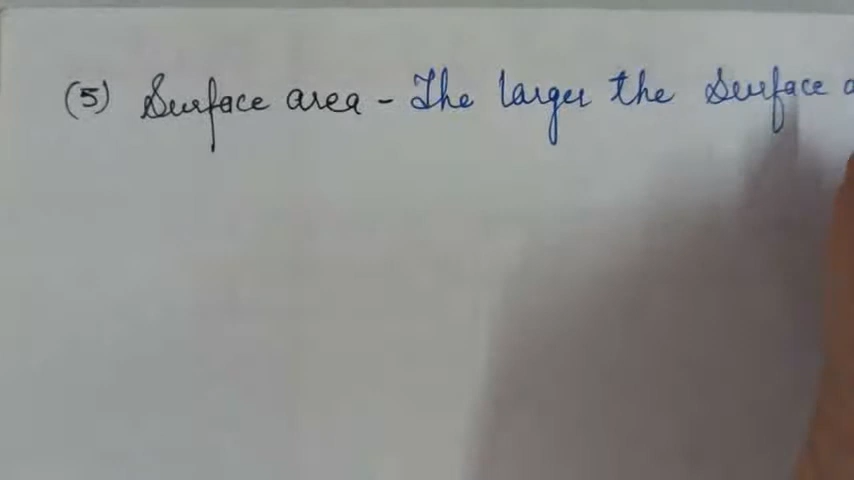 (5) Surface area - The larger the Surface a